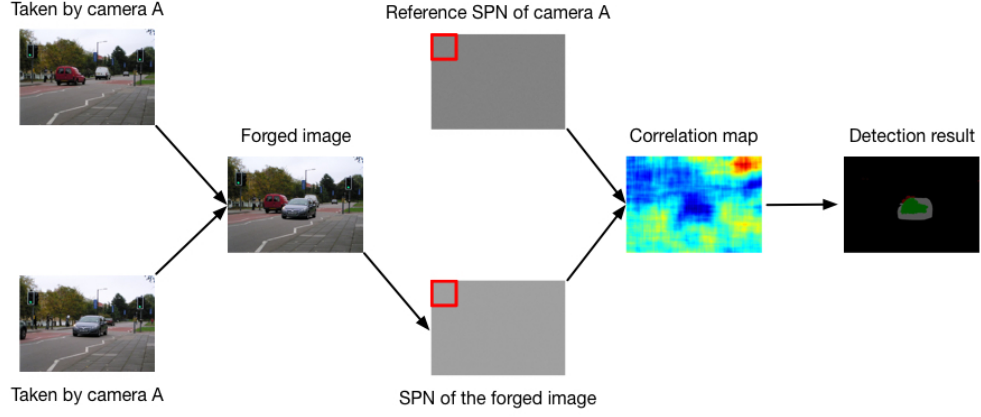 Taken by camera A
Reference SPN of camera A
Forged image
Correlation map
Detection result
Taken by camera A
SPN of the forged image